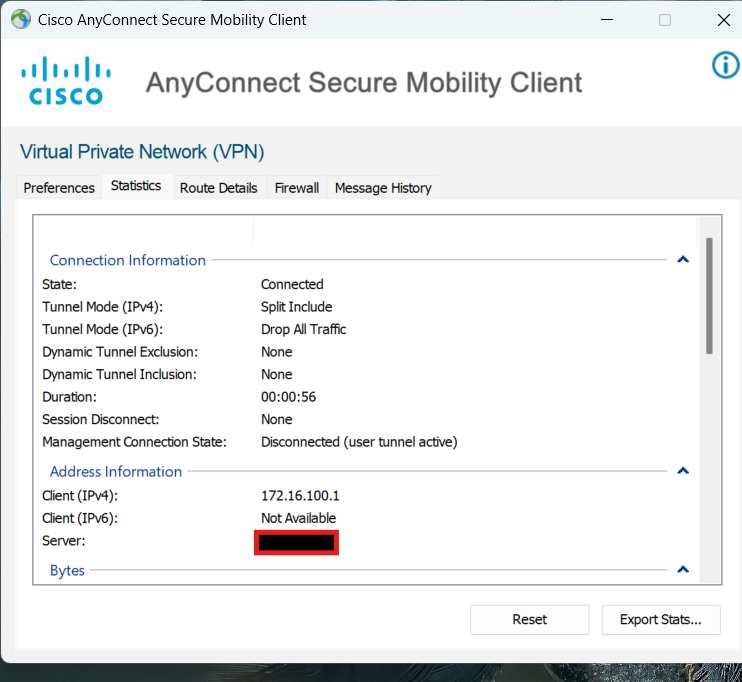 Cisco AnyConnect Secure Mobility Client
CISCO
AnyConnect Secure Mobility Client
Virtual Private Network (VPN)
Preferences Statistics Route Details Firewall Message History
Connection Information
State: Connected
Tunnel Mode (IPv4): Split Include
Tunnel Mode (IPv6): Drop All Traffic
Dynamic Tunnel Exclusion: None
Dynamic Tunnel Inclusion: None
Duration: 00:00:56
Session Disconnect: None
Management Connection State: Disconnected (user tunnel active)
Address Information
Client (IPv4): 172.16.100.1
Client (IPv6): Not Available
Server:
Bytes
Reset Export Stats...